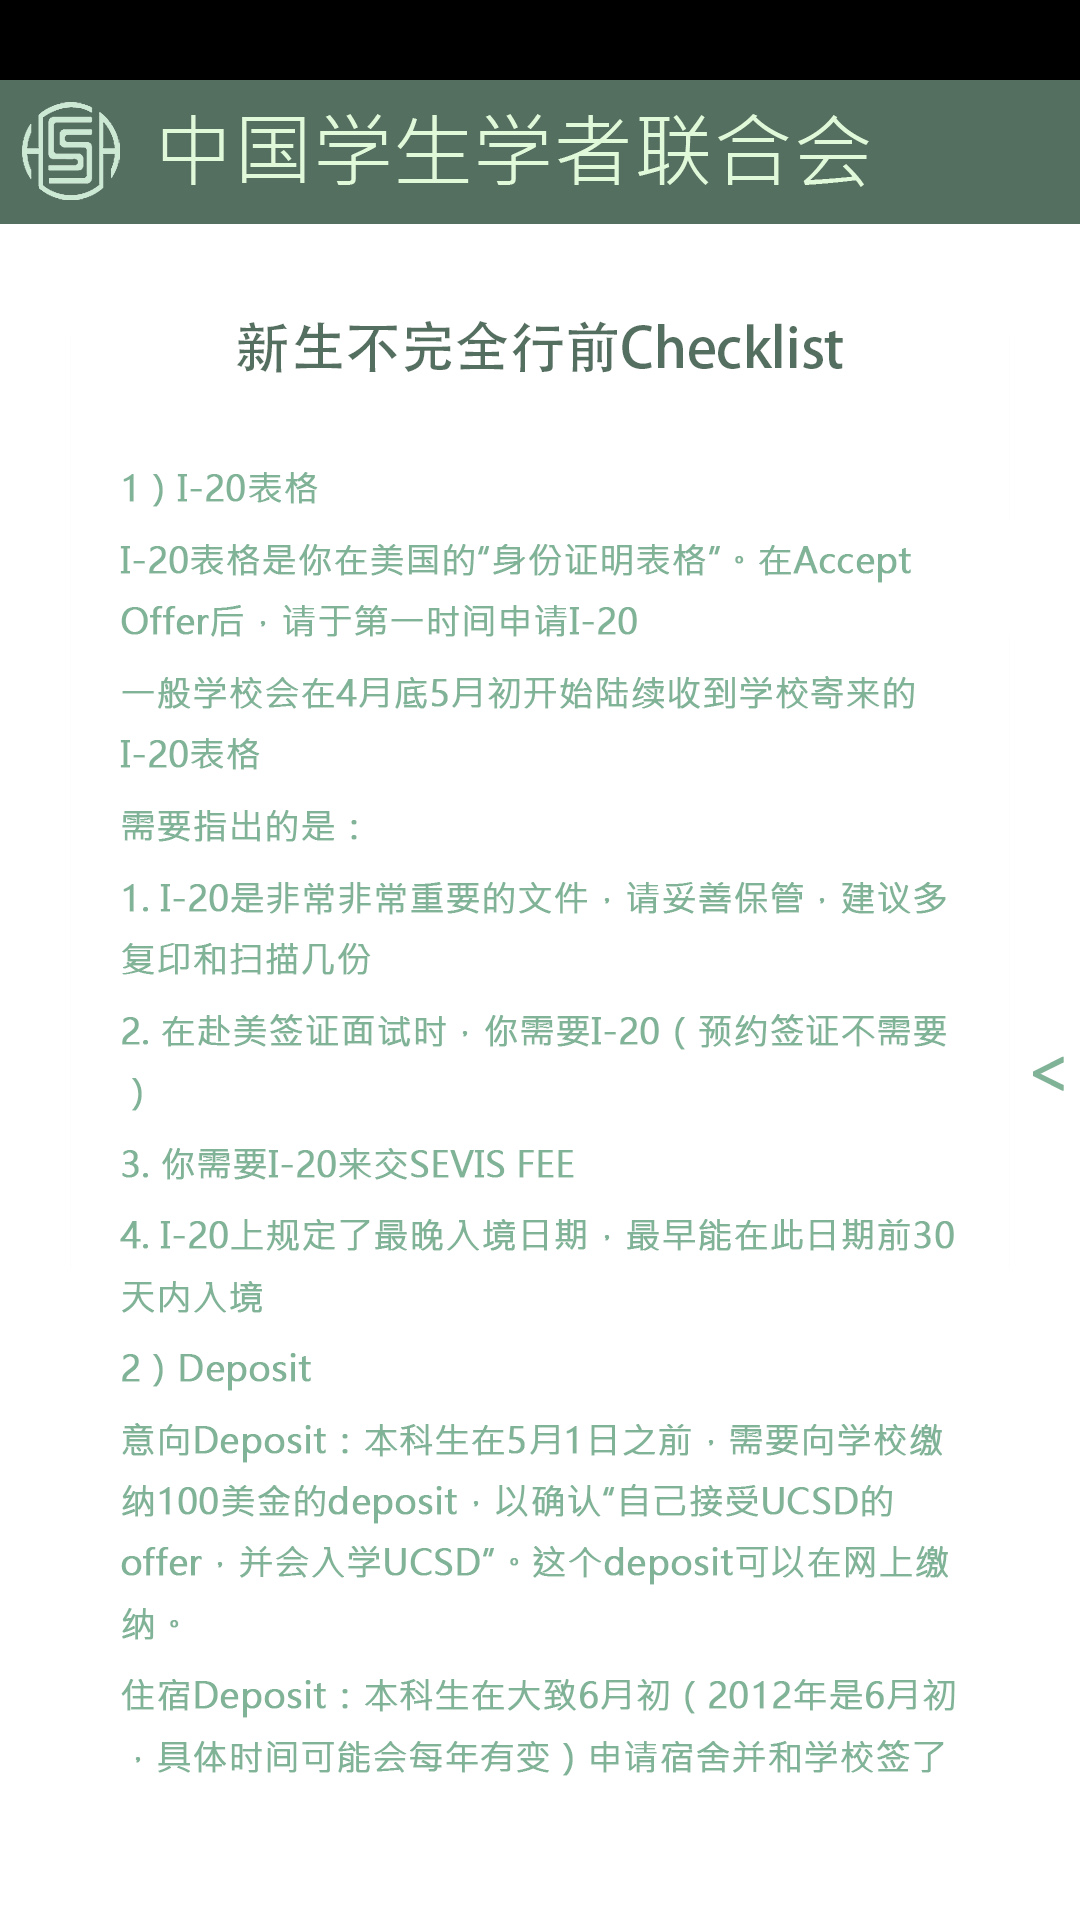 中国学生学者联合会
新生不完全行前Checklist
1）I-20表格
I-20表格是你在美国的“身份证明表格”。在Accept
Offer后，请于第一时间申请I-20
一般学校会在4月底5月初开始陆续收到学校寄来的
I-20表格
需要指出的是：
1. I-20是非常非常重要的文件，请妥善保管，建议多
复印和扫描几份
2. 在赴美签证面试时，你需要I-20（预约签证不需要
）
<
3. 你需要I-20来交SEVIS FEE
4. I-20上规定了最晚入境日期，最早能在此日期前30
天内入境
2）Deposit
意向Deposit：本科生在5月1日之前，需要向学校缴
纳100美金的deposit，以确认“自己接受UCSD的
offer，并会入学UCSD”。这个deposit可以在网上缴
纳。
住宿Deposit：本科生在大致6月初（2012年是6月初
，具体时间可能会每年有变）申请宿舍并和学校签了